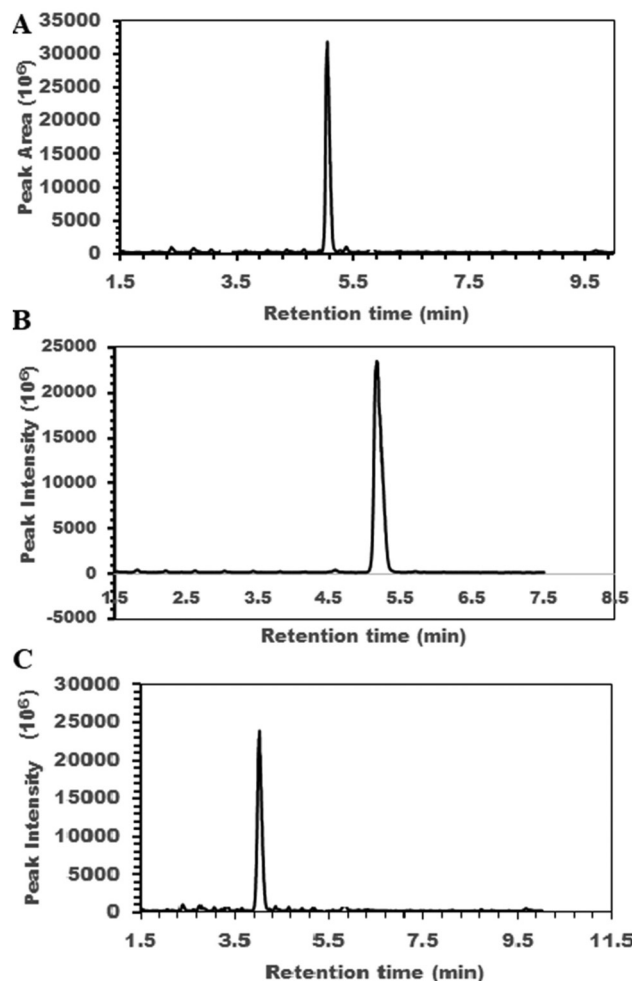 A
Peak Area (10⁶)
35000
30000
25000
20000
15000
10000
5000
0
1.5 3.5 5.5 7.5 9.5
Retention time (min)
B
Peak Intensity (10⁶)
25000
20000
15000
10000
5000
0
-5000
1.5 2.5 3.5 4.5 5.5 6.5 7.5 8.5
Retention time (min)
C
Peak Intensity (10⁶)
30000
25000
20000
15000
10000
5000
0
1.5 3.5 5.5 7.5 9.5 11.5
Retention time (min)